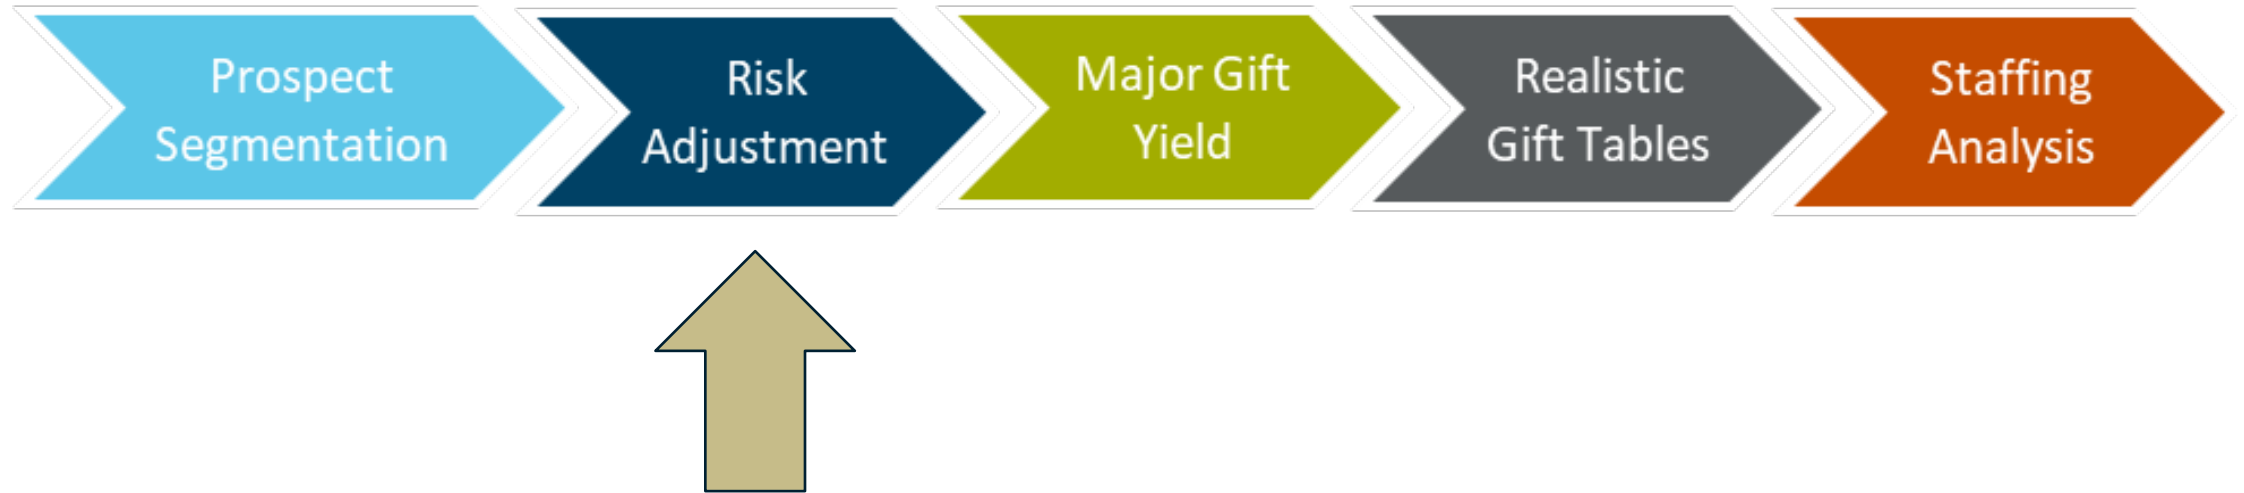 Prospect
Segmentation
Risk
Adjustment
Major Gift
Yield
Realistic
Gift Tables
Staffing
Analysis